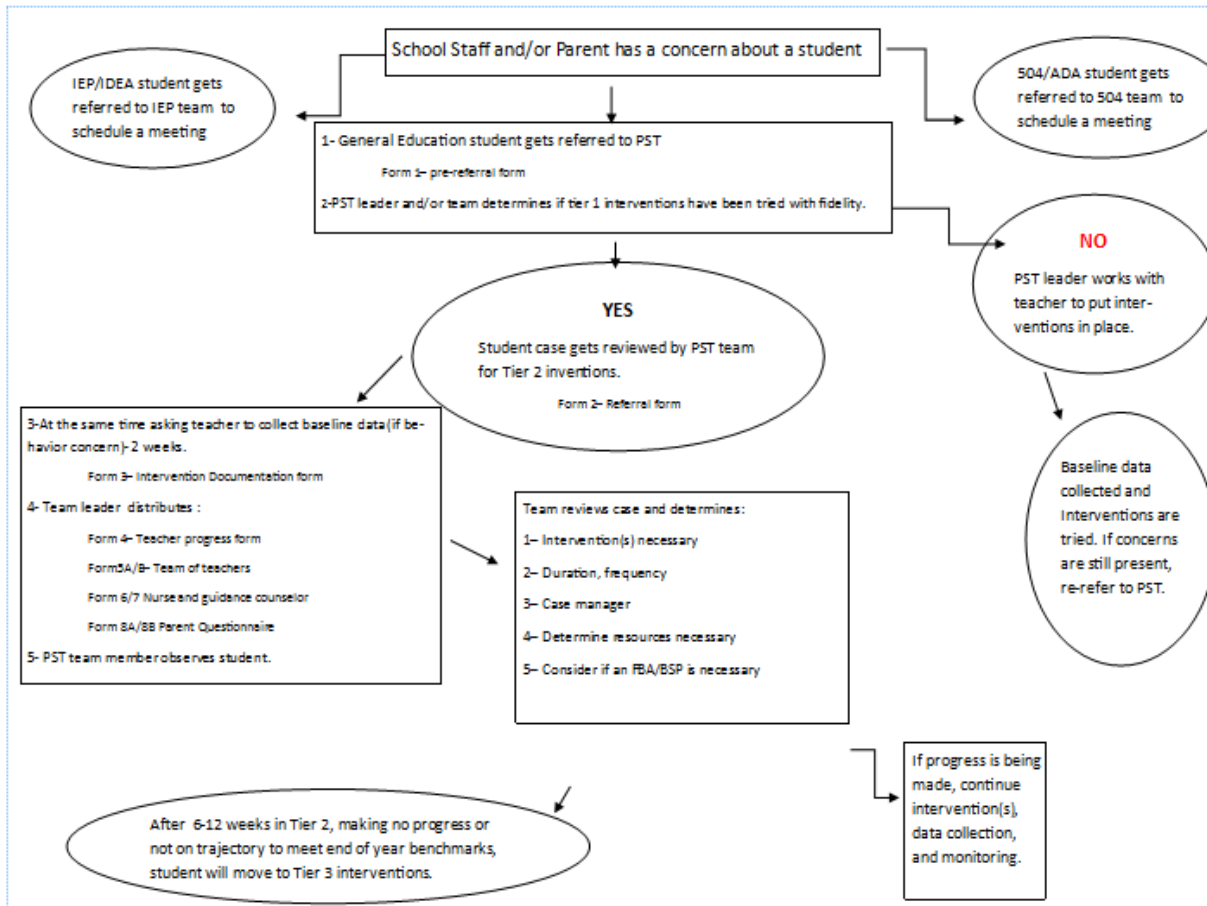 School Staff and/or Parent has a concern about a student
IEP/IDEA student gets
referred to IEP team to
schedule a meeting
504/ADA student gets
referred to 504 team to
schedule a meeting
1- General Education student gets referred to PST
Form 1– pre-referral form
2-PST leader and/or team determines if tier 1 interventions have been tried with fidelity.
NO
PST leader works with
teacher to put inter-
ventions in place.
YES
Student case gets reviewed by PST team
for Tier 2 inventions.
Form 2– Referral form
3-At the same time asking teacher to collect baseline data(if be-
havior concern)- 2 weeks.
Form 3– Intervention Documentation form
4- Team leader distributes :
Form 4– Teacher progress form
Form5A/B– Team of teachers
Form 6/7 Nurse and guidance counselor
Form 8A/8B Parent Questionnaire
5- PST team member observes student.
Team reviews case and determines:
1– Intervention(s) necessary
2– Duration, frequency
3– Case manager
4– Determine resources necessary
5– Consider if an FBA/BSP is necessary
Baseline data
collected and
Interventions are
tried. If concerns
are still present,
re-refer to PST.
If progress is being
made, continue
intervention(s),
data collection,
and monitoring.
After 6-12 weeks in Tier 2, making no progress or
not on trajectory to meet end of year benchmarks,
student will move to Tier 3 interventions.